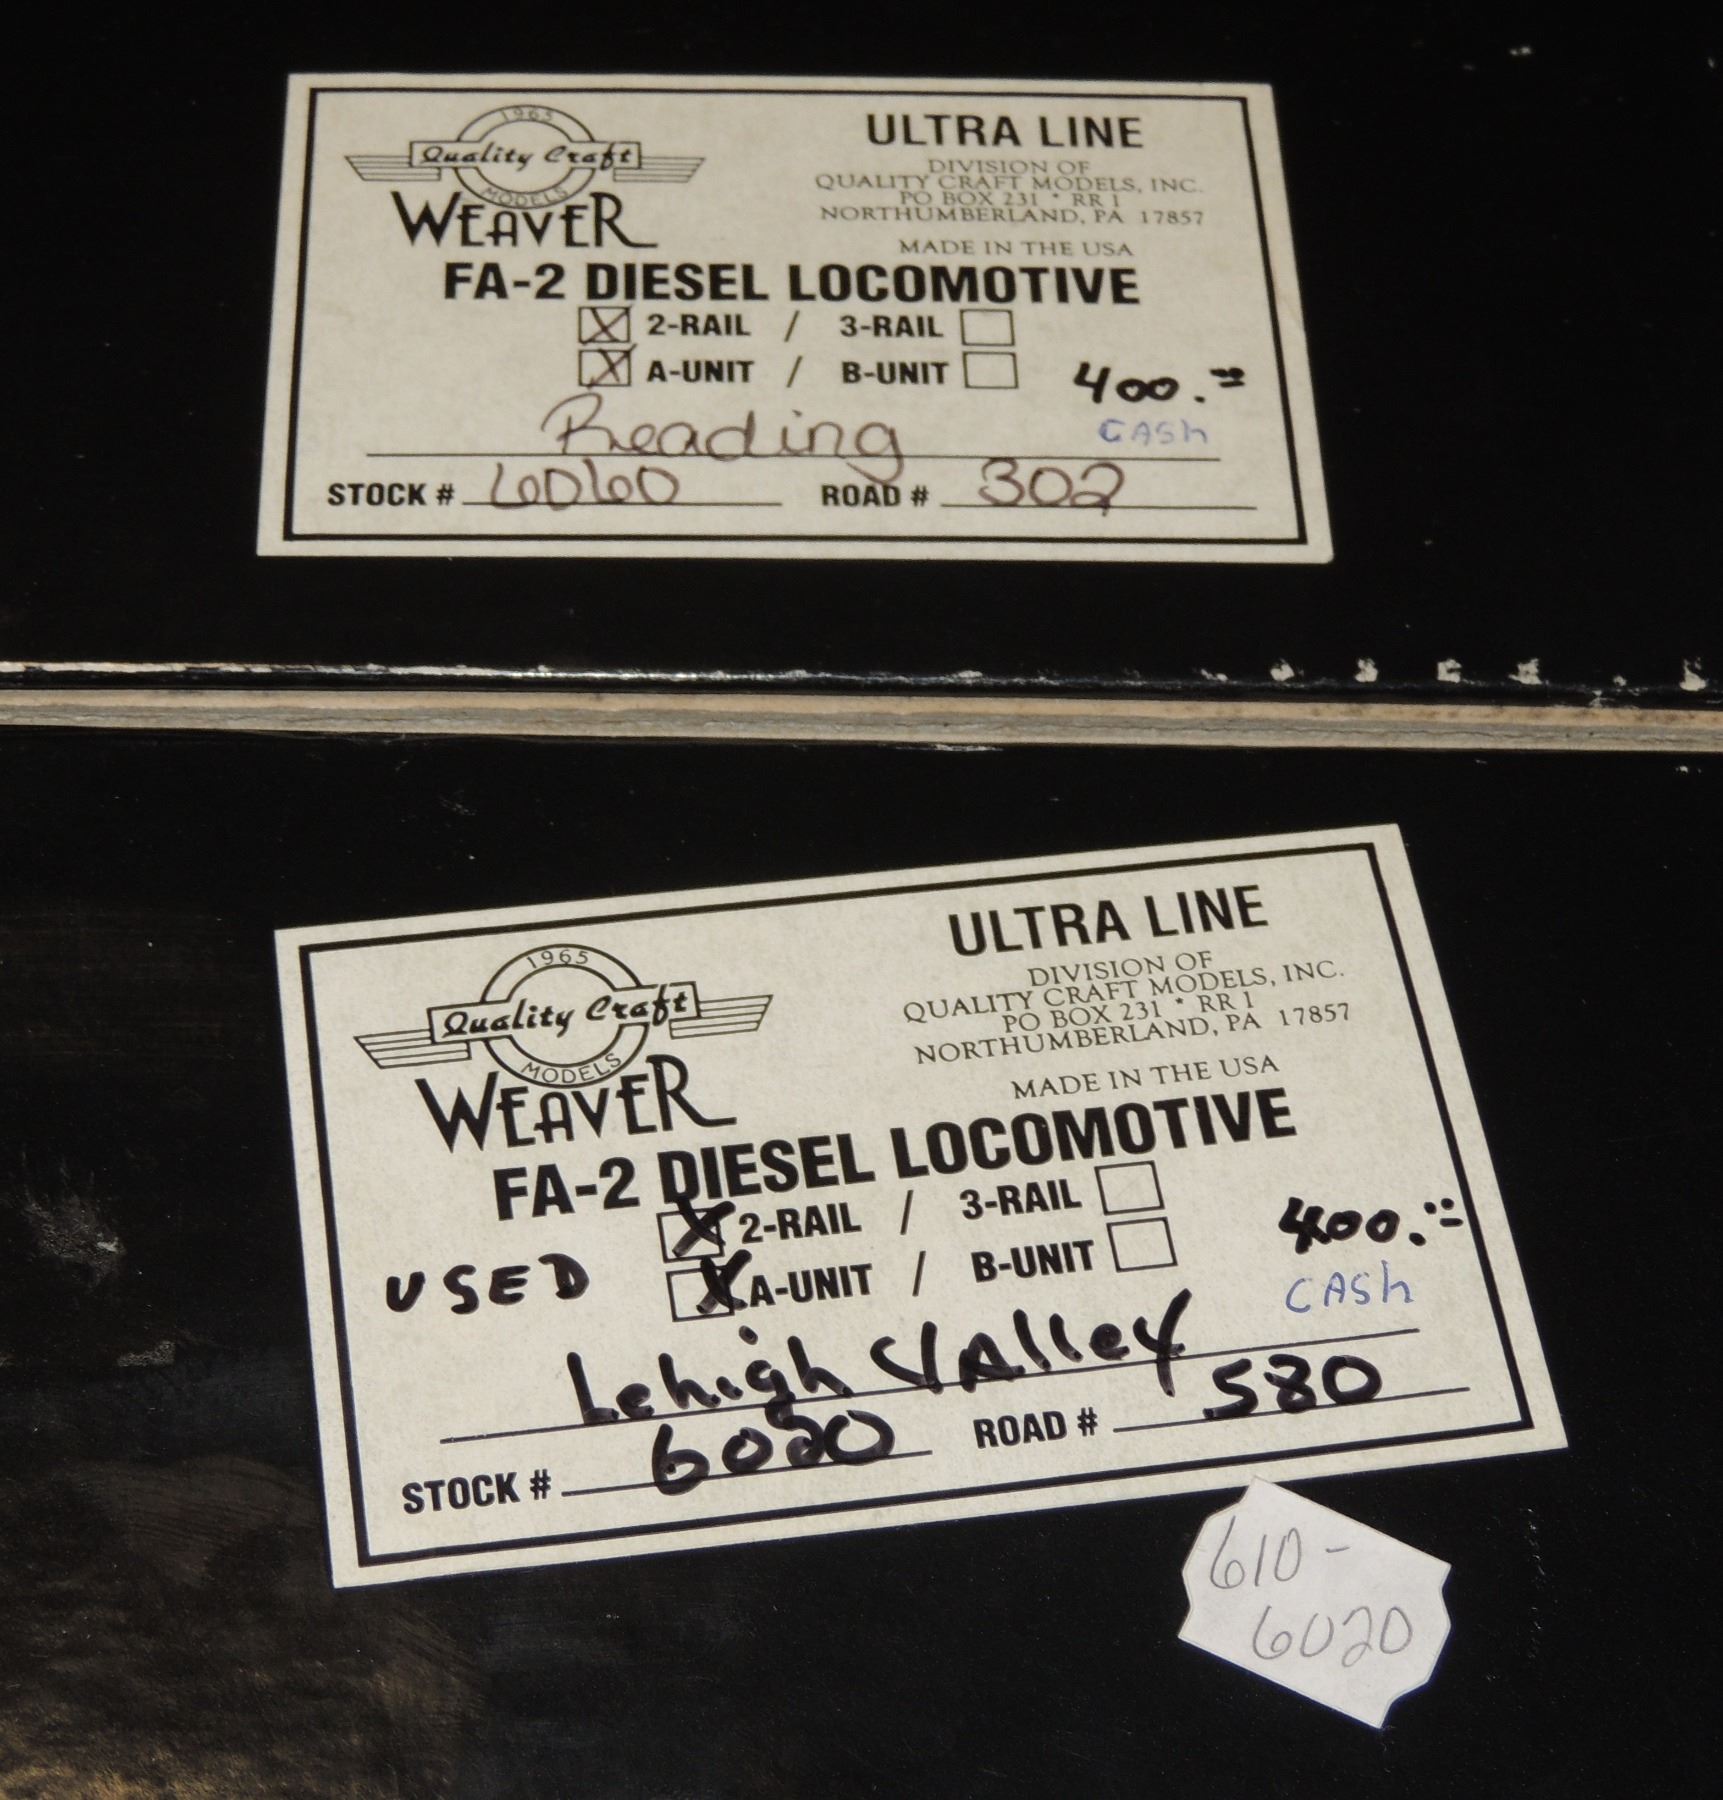 1965
Quality Craft
MODELS
WEAVER
ULTRA LINE
DIVISION OF
QUALITY CRAFT MODELS, INC.
PO BOX 231 * RR 1
NORTHUMBERLAND, PA 17857
MADE IN THE USA
FA-2 DIESEL LOCOMOTIVE
X 2-RAIL / 3-RAIL
X A-UNIT / B-UNIT
400.00
CASh
Reading
STOCK # 6060 ROAD # 302
1965
Quality Craft
MODELS
WEAVER
ULTRA LINE
DIVISION OF
QUALITY CRAFT MODELS, INC.
PO BOX 231 * RR 1
NORTHUMBERLAND, PA 17857
MADE IN THE USA
FA-2 DIESEL LOCOMOTIVE
X 2-RAIL / 3-RAIL
USED X A-UNIT / B-UNIT
400.00
CASh
Lehigh VAlley
STOCK # 6020 ROAD # 580
610-
6020